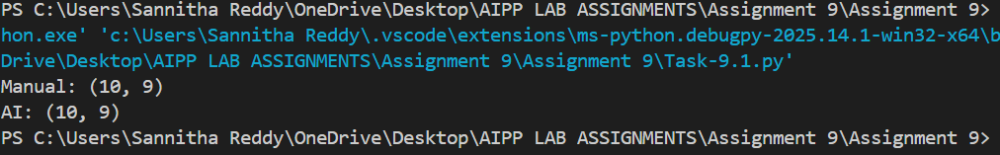 PS C:\Users\Sannitha Reddy\OneDrive\Desktop\AIPP LAB ASSIGNMENTS\Assignment 9\Assignment 9>
hon.exe' 'c:\Users\Sannitha Reddy\.vscode\extensions\ms-python.debugpy-2025.14.1-win32-x64\b
Drive\Desktop\AIPP LAB ASSIGNMENTS\Assignment 9\Assignment 9\Task-9.1.py'
Manual: (10, 9)
AI: (10, 9)
PS C:\Users\Sannitha Reddy\OneDrive\Desktop\AIPP LAB ASSIGNMENTS\Assignment 9\Assignment 9>